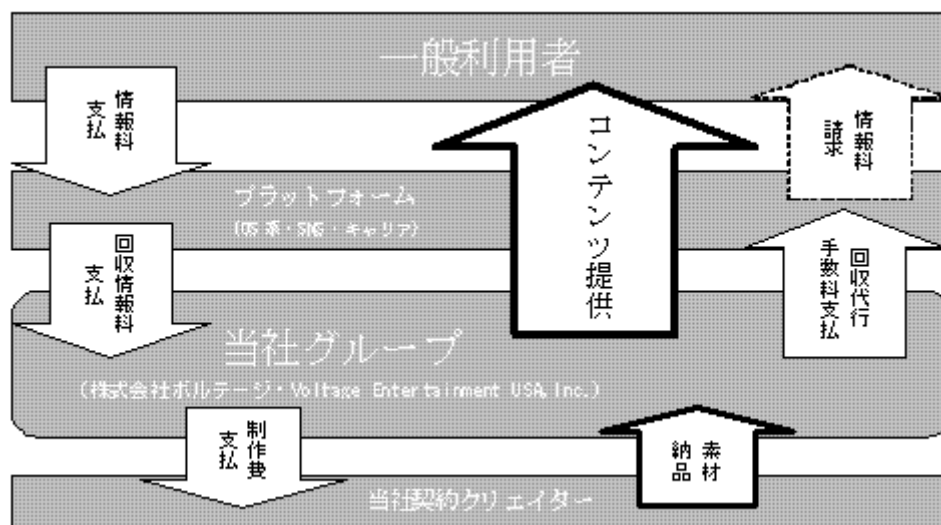 一般利用者
情報料
支払
コンテンツ提供
情報料
請求
プラットフォーム
(OS系・SNS・キャリア)
回収情報料
支払
回収代行
手数料支払
当社グループ
(株式会社ボルテージ・Voltage Entertainment USA, Inc.)
制作費
支払
素材
納品
当社契約クリエイター